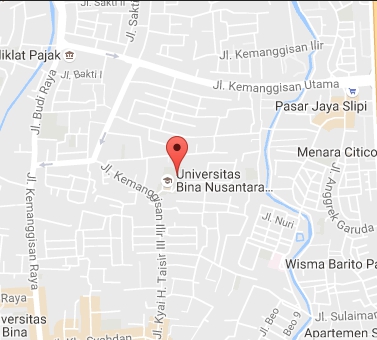 Jl. Sakti II
Jl. Sakti
iklat Pajak
Jl. Kemanggisan Ilir
Jl. Bakti I
Jl. Kemanggisan Utama
Jl. Budi Raya
Pasar Jaya Slipi
Menara Citico
Universitas
Bina Nusantara...
Jl. Kemanggisan Ilir III
Jl. Anggrek Garuda
Jl. Kemanggisan Raya
Jl. Nuri
Wisma Barito Pa
Jl. Kyai H. Taisir
Raya
versitas
Bina
Jl. Syahdan
Jl. Beo
Beo 9
Jl. Sulaiman
Apartemen S